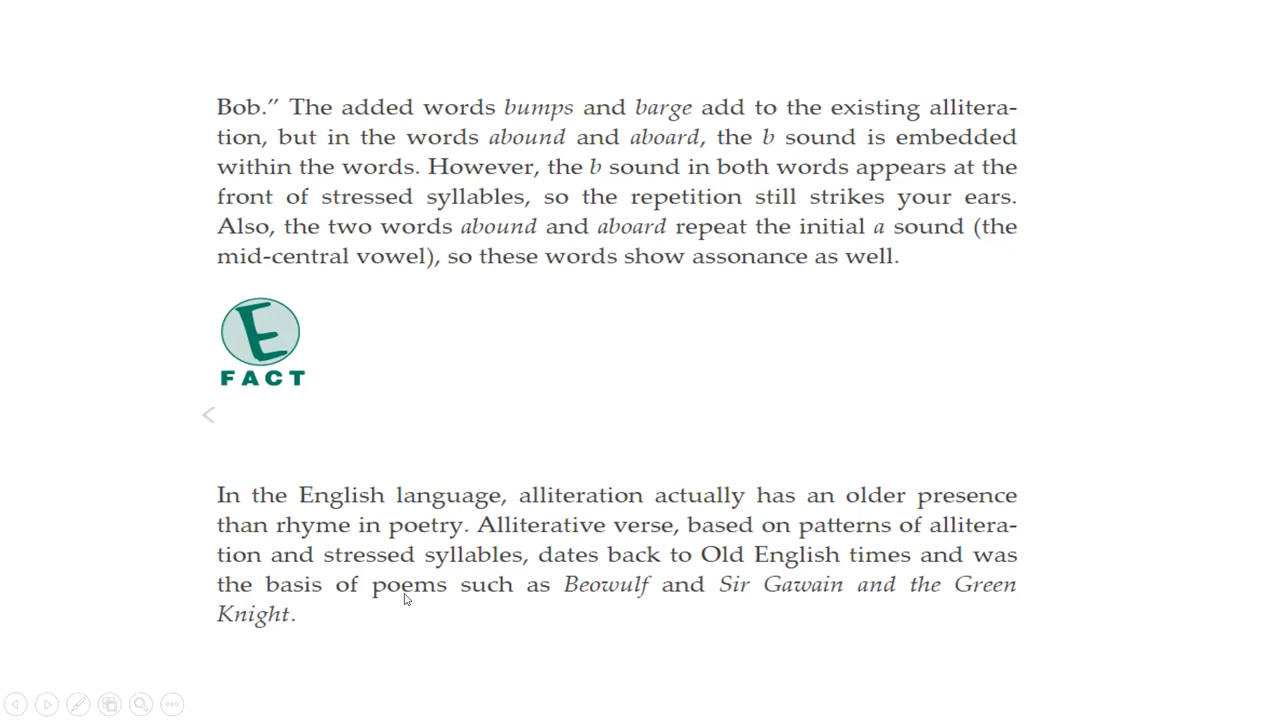 Bob.” The added words bumps and barge add to the existing allitera-
tion, but in the words abound and aboard, the b sound is embedded
within the words. However, the b sound in both words appears at the
front of stressed syllables, so the repetition still strikes your ears.
Also, the two words abound and aboard repeat the initial a sound (the
mid-central vowel), so these words show assonance as well.
E
FACT
In the English language, alliteration actually has an older presence
than rhyme in poetry. Alliterative verse, based on patterns of allitera-
tion and stressed syllables, dates back to Old English times and was
the basis of poems such as Beowulf and Sir Gawain and the Green
Knight.